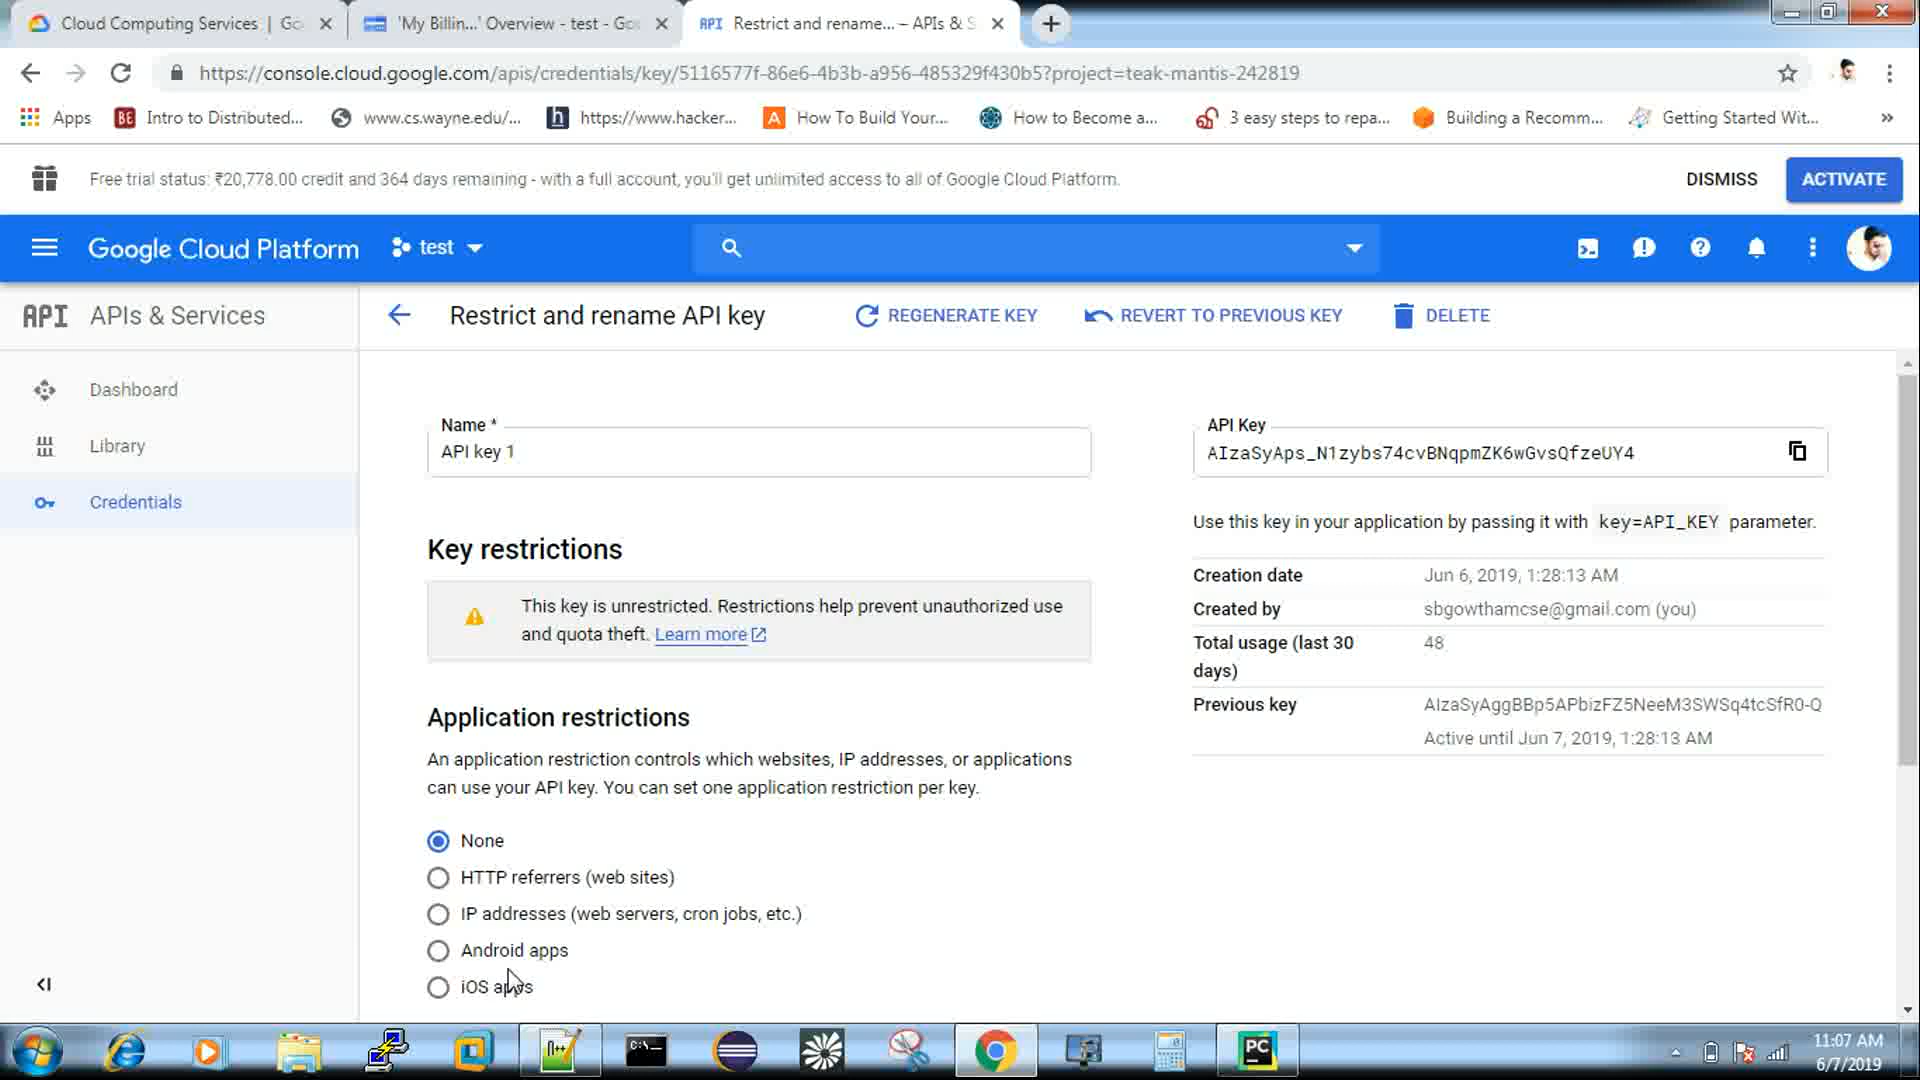 Cloud Computing Services | Go
'My Billin...' Overview - test - Go
API Restrict and rename... – APIs & S
https://console.cloud.google.com/apis/credentials/key/5116577f-86e6-4b3b-a956-485329f430b5?project=teak-mantis-242819
Apps
BE Intro to Distributed...
www.cs.wayne.edu/...
h https://www.hacker...
A How To Build Your...
How to Become a...
3 easy steps to repa...
Building a Recomm...
Getting Started Wit...
»
Free trial status: ₹20,778.00 credit and 364 days remaining - with a full account, you'll get unlimited access to all of Google Cloud Platform.
DISMISS
ACTIVATE
Google Cloud Platform
test
API APIs & Services
Restrict and rename API key
REGENERATE KEY
REVERT TO PREVIOUS KEY
DELETE
Dashboard
Library
Credentials
Name *
API key 1
Key restrictions
This key is unrestricted. Restrictions help prevent unauthorized use
and quota theft. Learn more
Application restrictions
An application restriction controls which websites, IP addresses, or applications
can use your API key. You can set one application restriction per key.
None
HTTP referrers (web sites)
IP addresses (web servers, cron jobs, etc.)
Android apps
iOS apps
API Key
AIzaSyAps_N1zybs74cvBNqpmZK6wGvsQfzeUY4
Use this key in your application by passing it with key=API_KEY parameter.
Creation date Jun 6, 2019, 1:28:13 AM
Created by sbgowthamcse@gmail.com (you)
Total usage (last 30 48
days)
Previous key AIzaSyAggBBp5APbizFZ5NeeM3SWSq4tcSfR0-Q
Active until Jun 7, 2019, 1:28:13 AM
C:\
PC
11:07 AM
6/7/2019